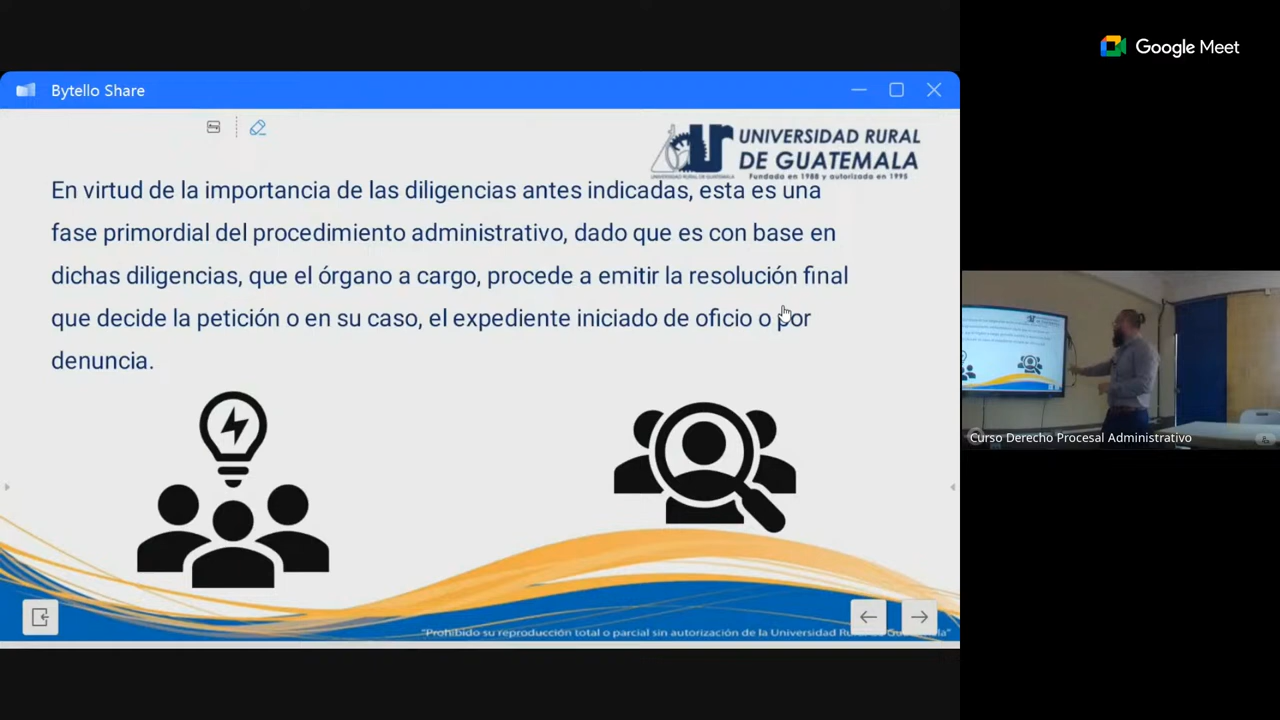 Google Meet
Bytello Share
UNIVERSIDAD RURAL
DE GUATEMALA
Fundada en 1988 y autorizada en 1995
En virtud de la importancia de las diligencias antes indicadas, esta es una
fase primordial del procedimiento administrativo, dado que es con base en
dichas diligencias, que el órgano a cargo, procede a emitir la resolución final
que decide la petición o en su caso, el expediente iniciado de oficio o por
denuncia.
Curso Derecho Procesal Administrativo
"Prohibido su reproducción total o parcial sin autorización de la Universidad Rural de Guatemala"